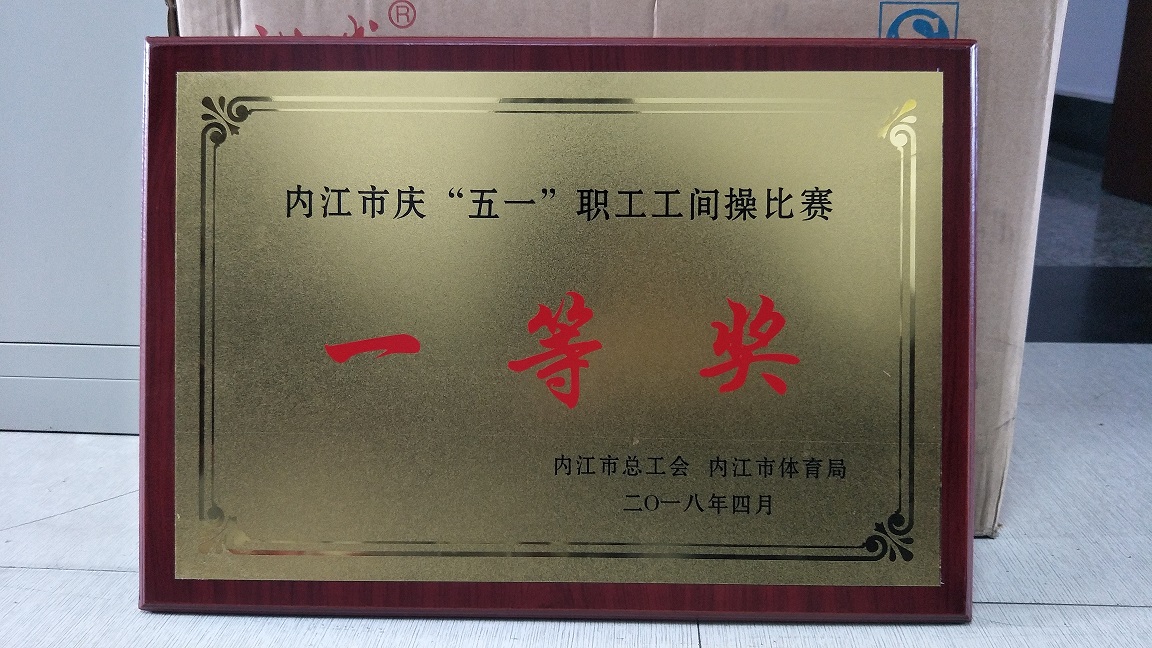 ®
S
内江市庆“五一”职工工间操比赛
一等奖
内江市总工会 内江市体育局
二〇一八年四月